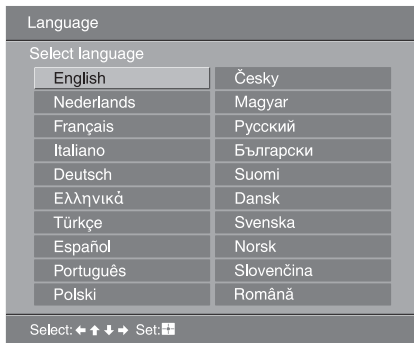 Language
Select language
English
Nederlands
Français
Italiano
Deutsch
Ελληνικά
Türkçe
Español
Português
Polski
Česky
Magyar
Русский
Български
Suomi
Dansk
Svenska
Norsk
Slovenčina
Română
Select: ←↑↓→ Set: